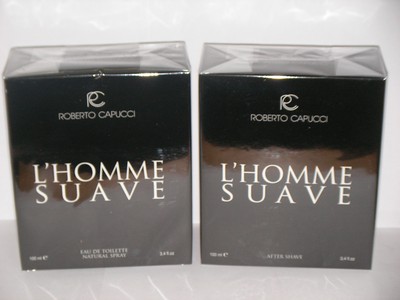 RC
ROBERTO CAPUCCI
L'HOMME
SUAVE
EAU DE TOILETTE
NATURAL SPRAY
100 ml ℮
3.4 fl oz
RC
ROBERTO CAPUCCI
L'HOMME
SUAVE
AFTER SHAVE
100 ml ℮
3.4 fl oz